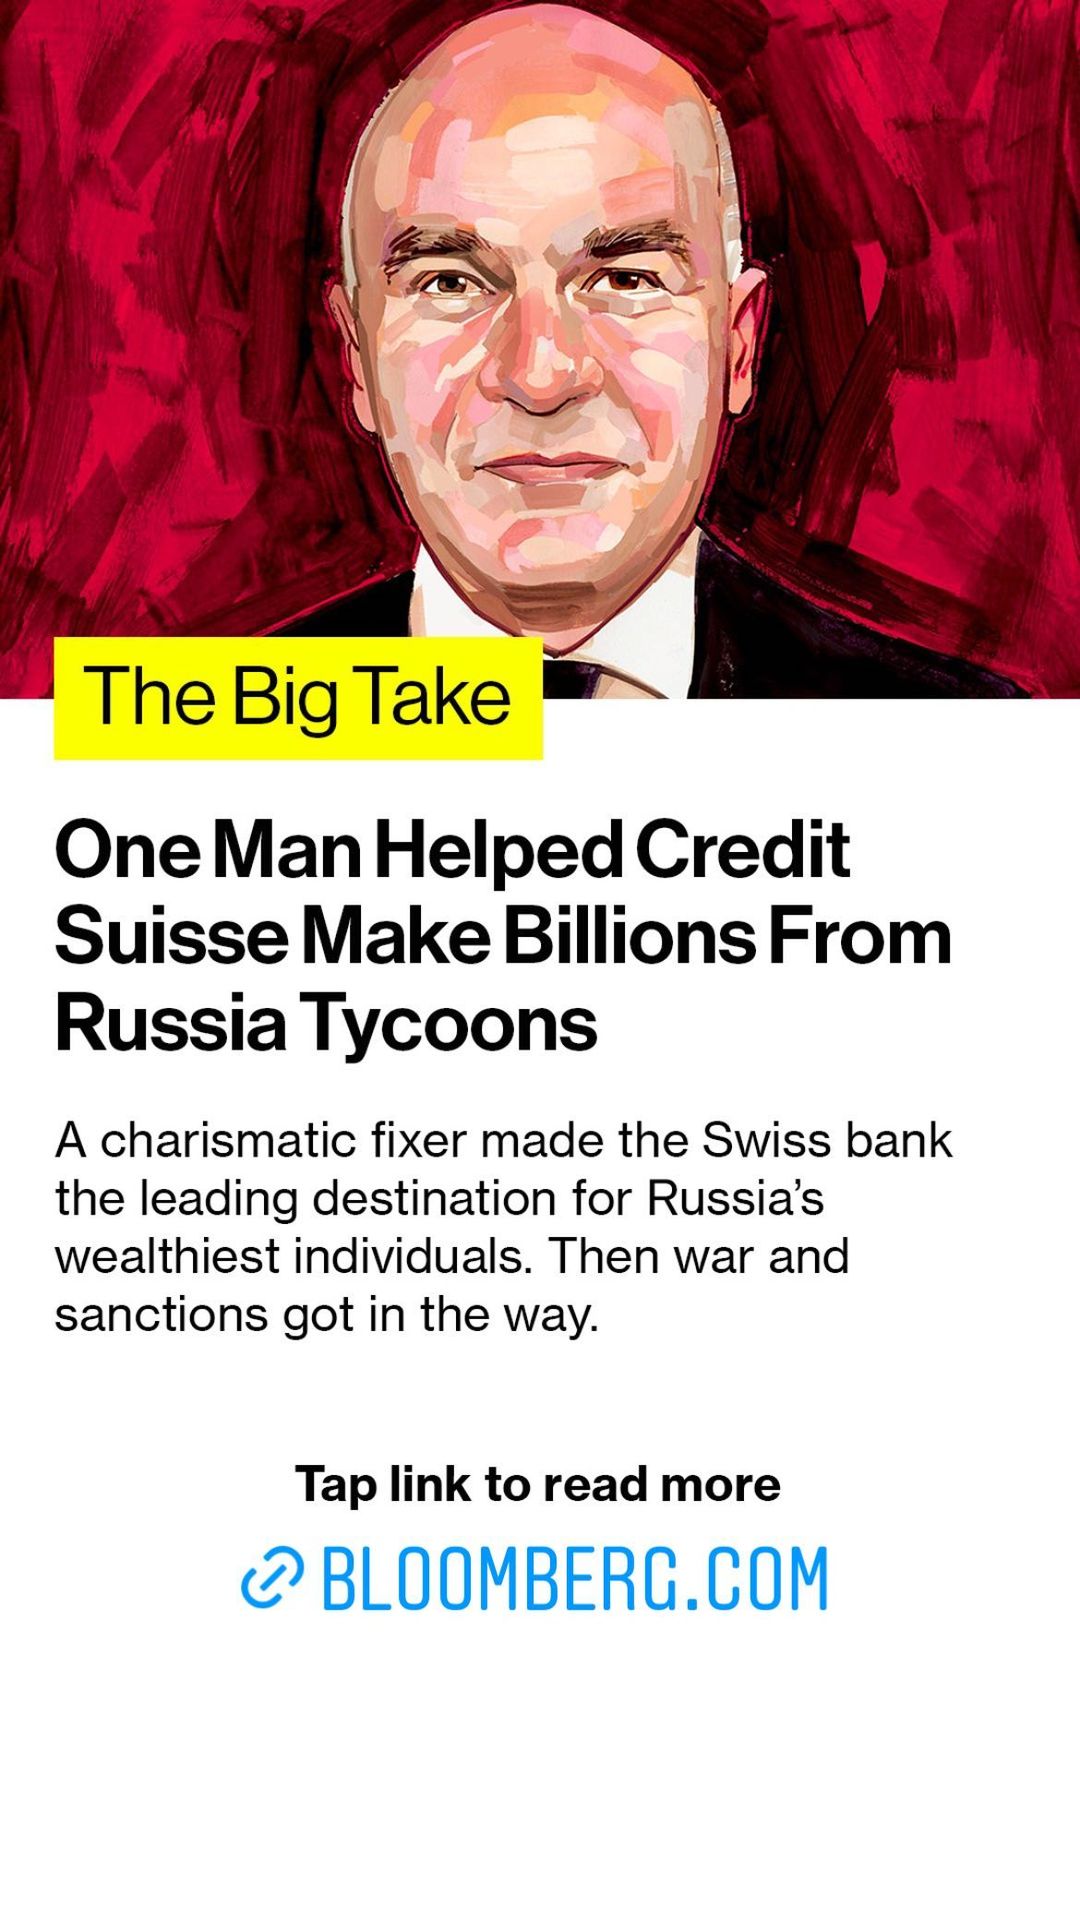 The Big Take
One Man Helped Credit
Suisse Make Billions From
Russia Tycoons
A charismatic fixer made the Swiss bank
the leading destination for Russia’s
wealthiest individuals. Then war and
sanctions got in the way.
Tap link to read more
BLOOMBERG.COM